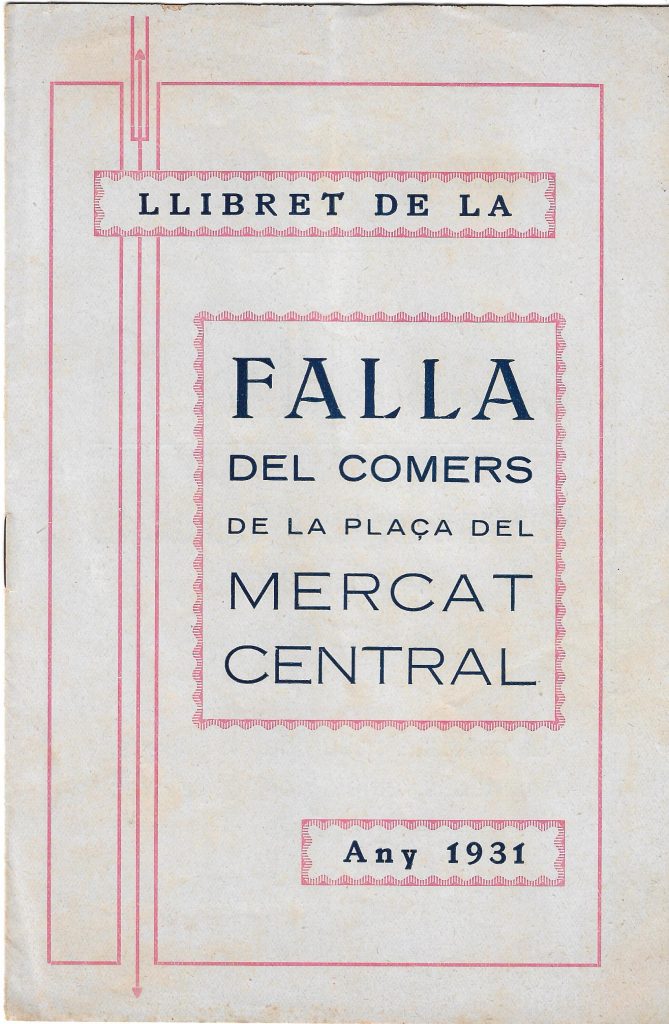 LLIBRET DE LA
FALLA
DEL COMERS
DE LA PLAÇA DEL
MERCAT
CENTRAL
Any 1931